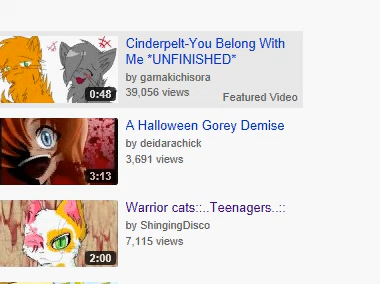 Cinderpelt-You Belong With
Me *UNFINISHED*
by gamakichisora
39,056 views
Featured Video
0:48
A Halloween Gorey Demise
by deidarachick
3,691 views
3:13
Warrior cats::..Teenagers..::
by ShingingDisco
7,115 views
2:00